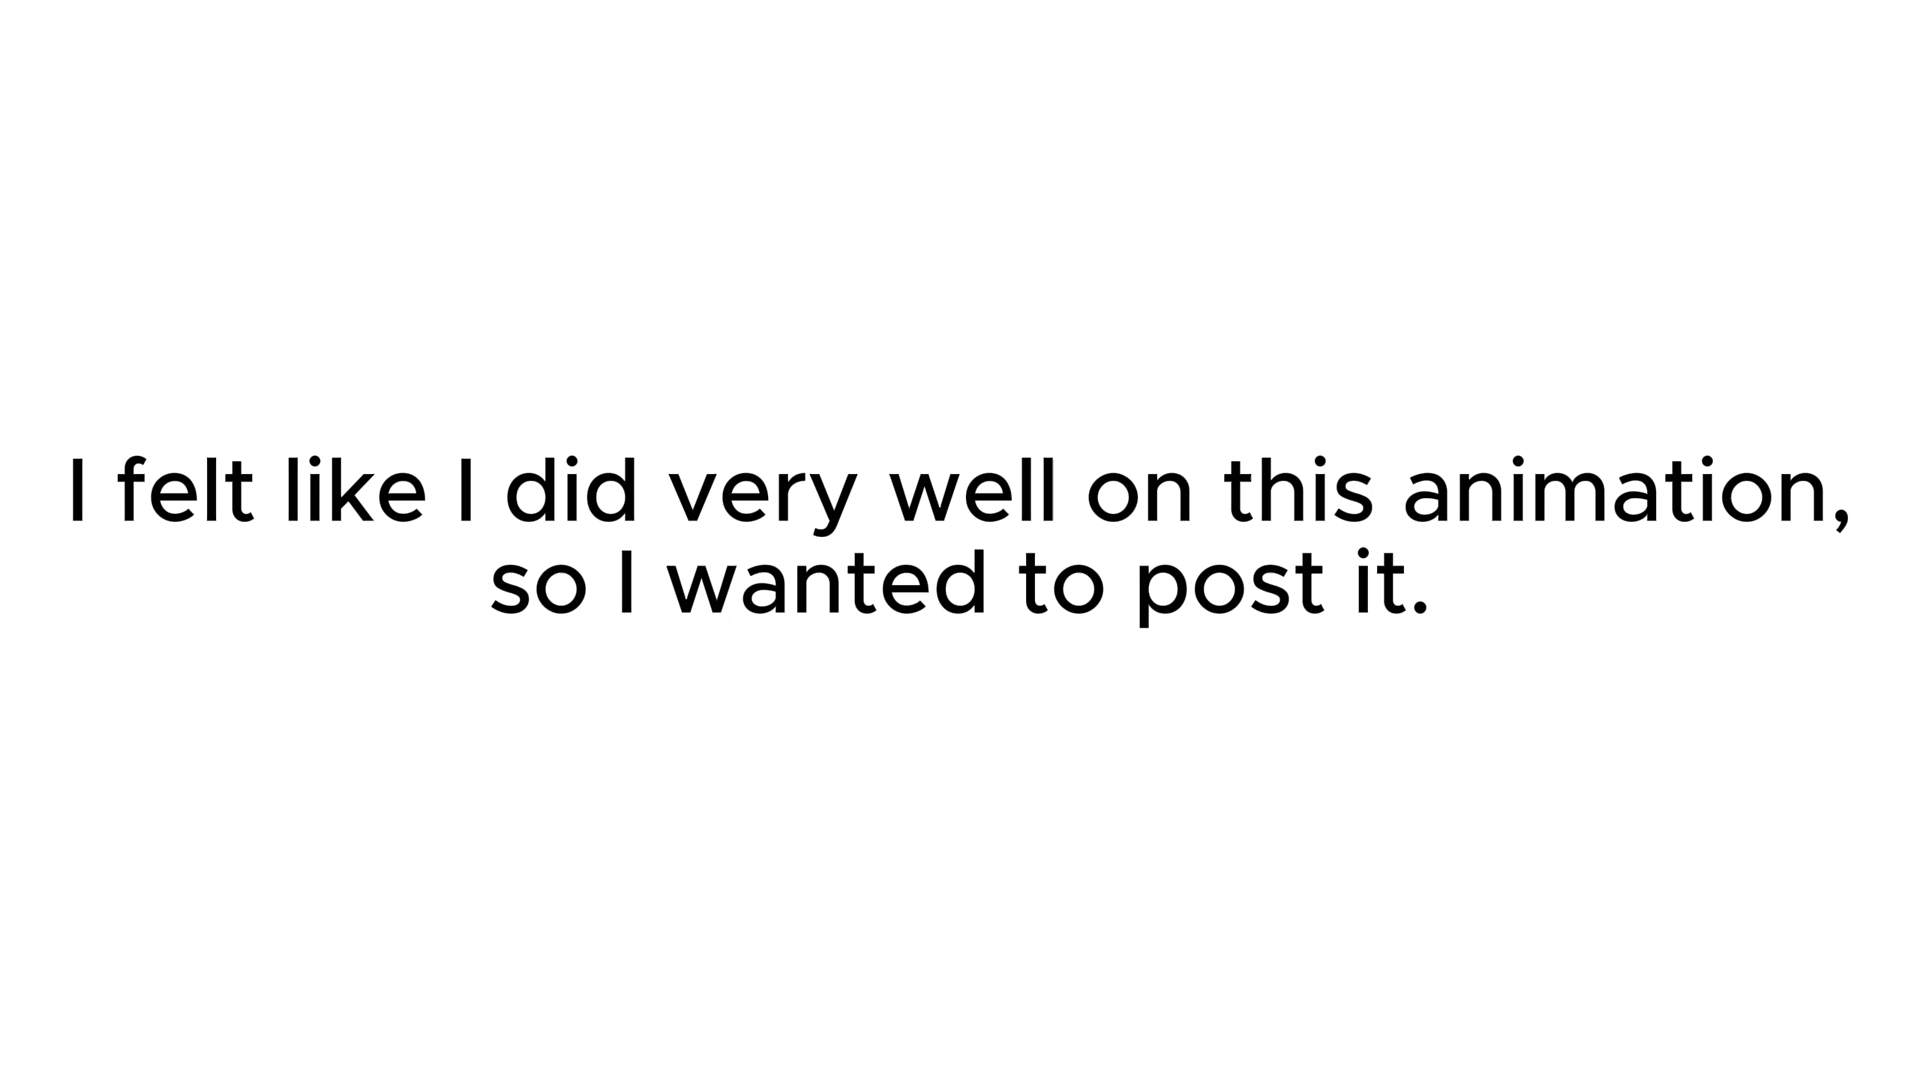 I felt like I did very well on this animation,
so I wanted to post it.